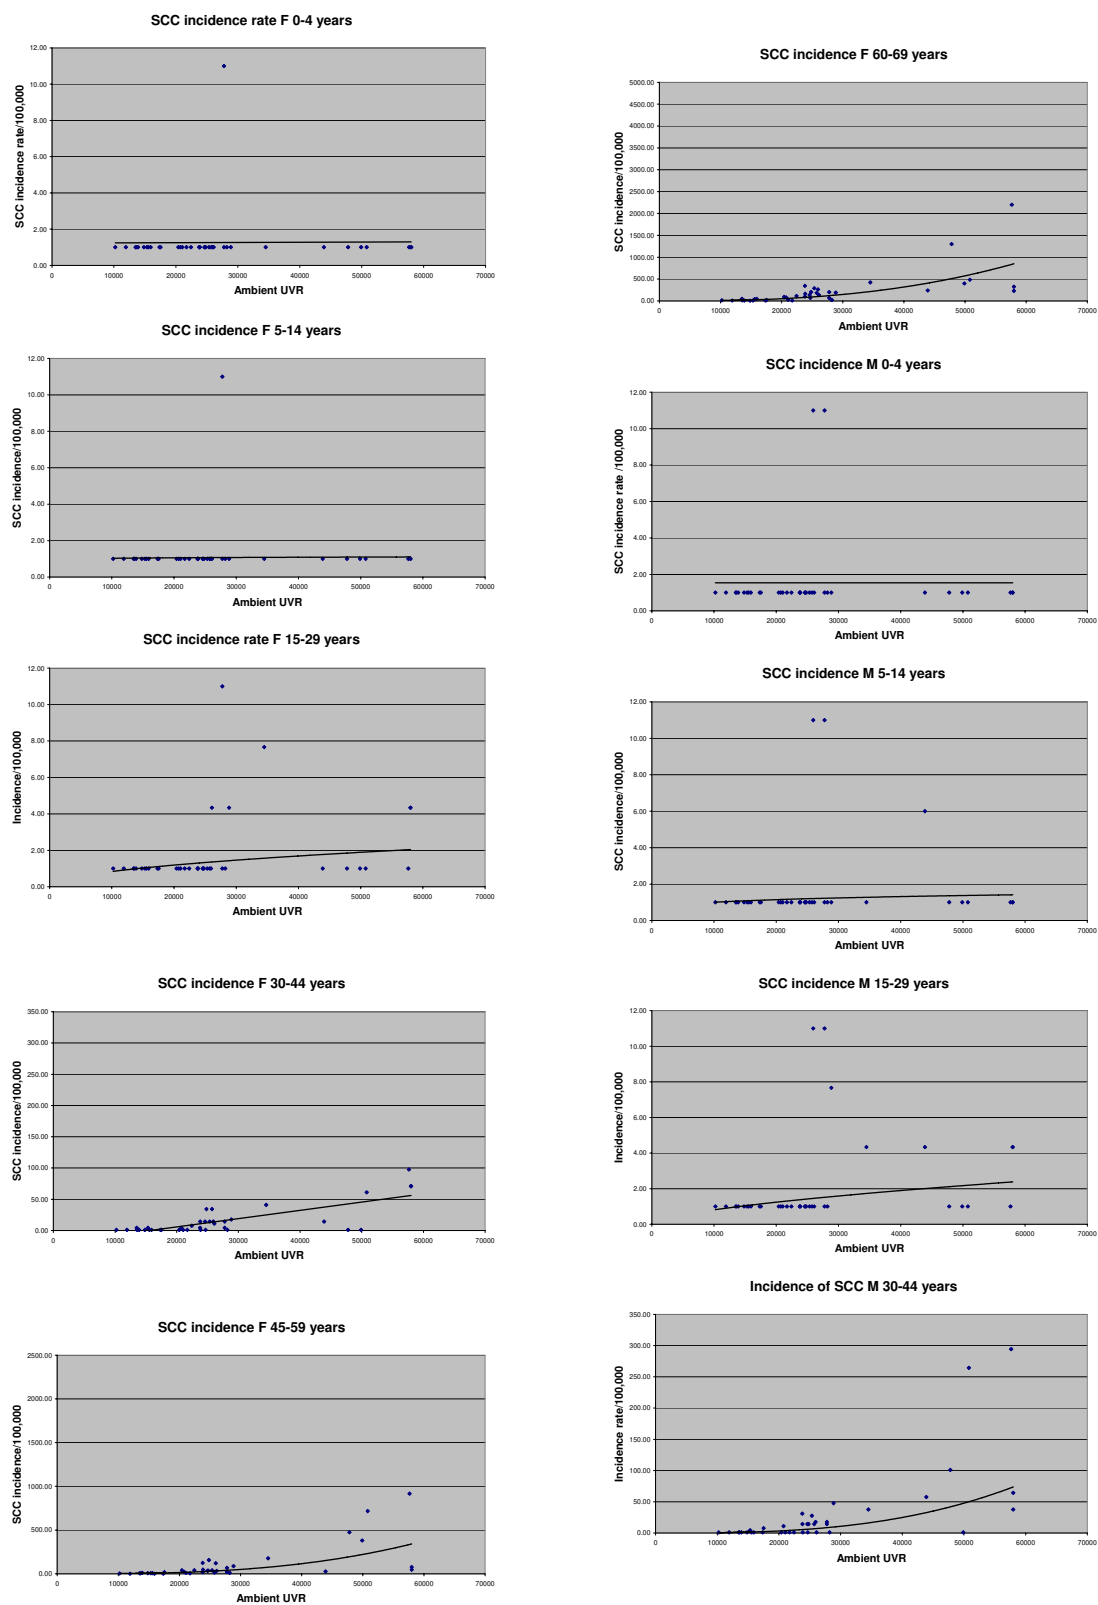 SCC incidence rate F 0-4 years
SCC incidence rate/100,000
12.00
10.00
8.00
6.00
4.00
2.00
0.00
0 10000 20000 30000 40000 50000 60000 70000
Ambient UVR
SCC incidence F 5-14 years
SCC incidence/100,000
12.00
10.00
8.00
6.00
4.00
2.00
0.00
0 10000 20000 30000 40000 50000 60000 70000
Ambient UVR
SCC incidence rate F 15-29 years
Incidence/100,000
12.00
10.00
8.00
6.00
4.00
2.00
0.00
0 10000 20000 30000 40000 50000 60000 70000
Ambient UVR
SCC incidence F 30-44 years
SCC incidence/100,000
350.00
300.00
250.00
200.00
150.00
100.00
50.00
0.00
0 10000 20000 30000 40000 50000 60000 70000
Ambient UVR
SCC incidence F 45-59 years
SCC incidence/100,000
2500.00
2000.00
1500.00
1000.00
500.00
0.00
0 10000 20000 30000 40000 50000 60000 70000
Ambient UVR
SCC incidence F 60-69 years
SCC incidence/100,000
5000.00
4500.00
4000.00
3500.00
3000.00
2500.00
2000.00
1500.00
1000.00
500.00
0.00
0 10000 20000 30000 40000 50000 60000 70000
Ambient UVR
SCC incidence M 0-4 years
SCC incidence rate /100,000
12.00
10.00
8.00
6.00
4.00
2.00
0.00
0 10000 20000 30000 40000 50000 60000 70000
Ambient UVR
SCC incidence M 5-14 years
SCC incidence/100,000
12.00
10.00
8.00
6.00
4.00
2.00
0.00
0 10000 20000 30000 40000 50000 60000 70000
Ambient UVR
SCC incidence M 15-29 years
Incidence/100,000
12.00
10.00
8.00
6.00
4.00
2.00
0.00
0 10000 20000 30000 40000 50000 60000 70000
Ambient UVR
Incidence of SCC M 30-44 years
Incidence rate/100,000
350.00
300.00
250.00
200.00
150.00
100.00
50.00
0.00
0 10000 20000 30000 40000 50000 60000 70000
Ambient UVR